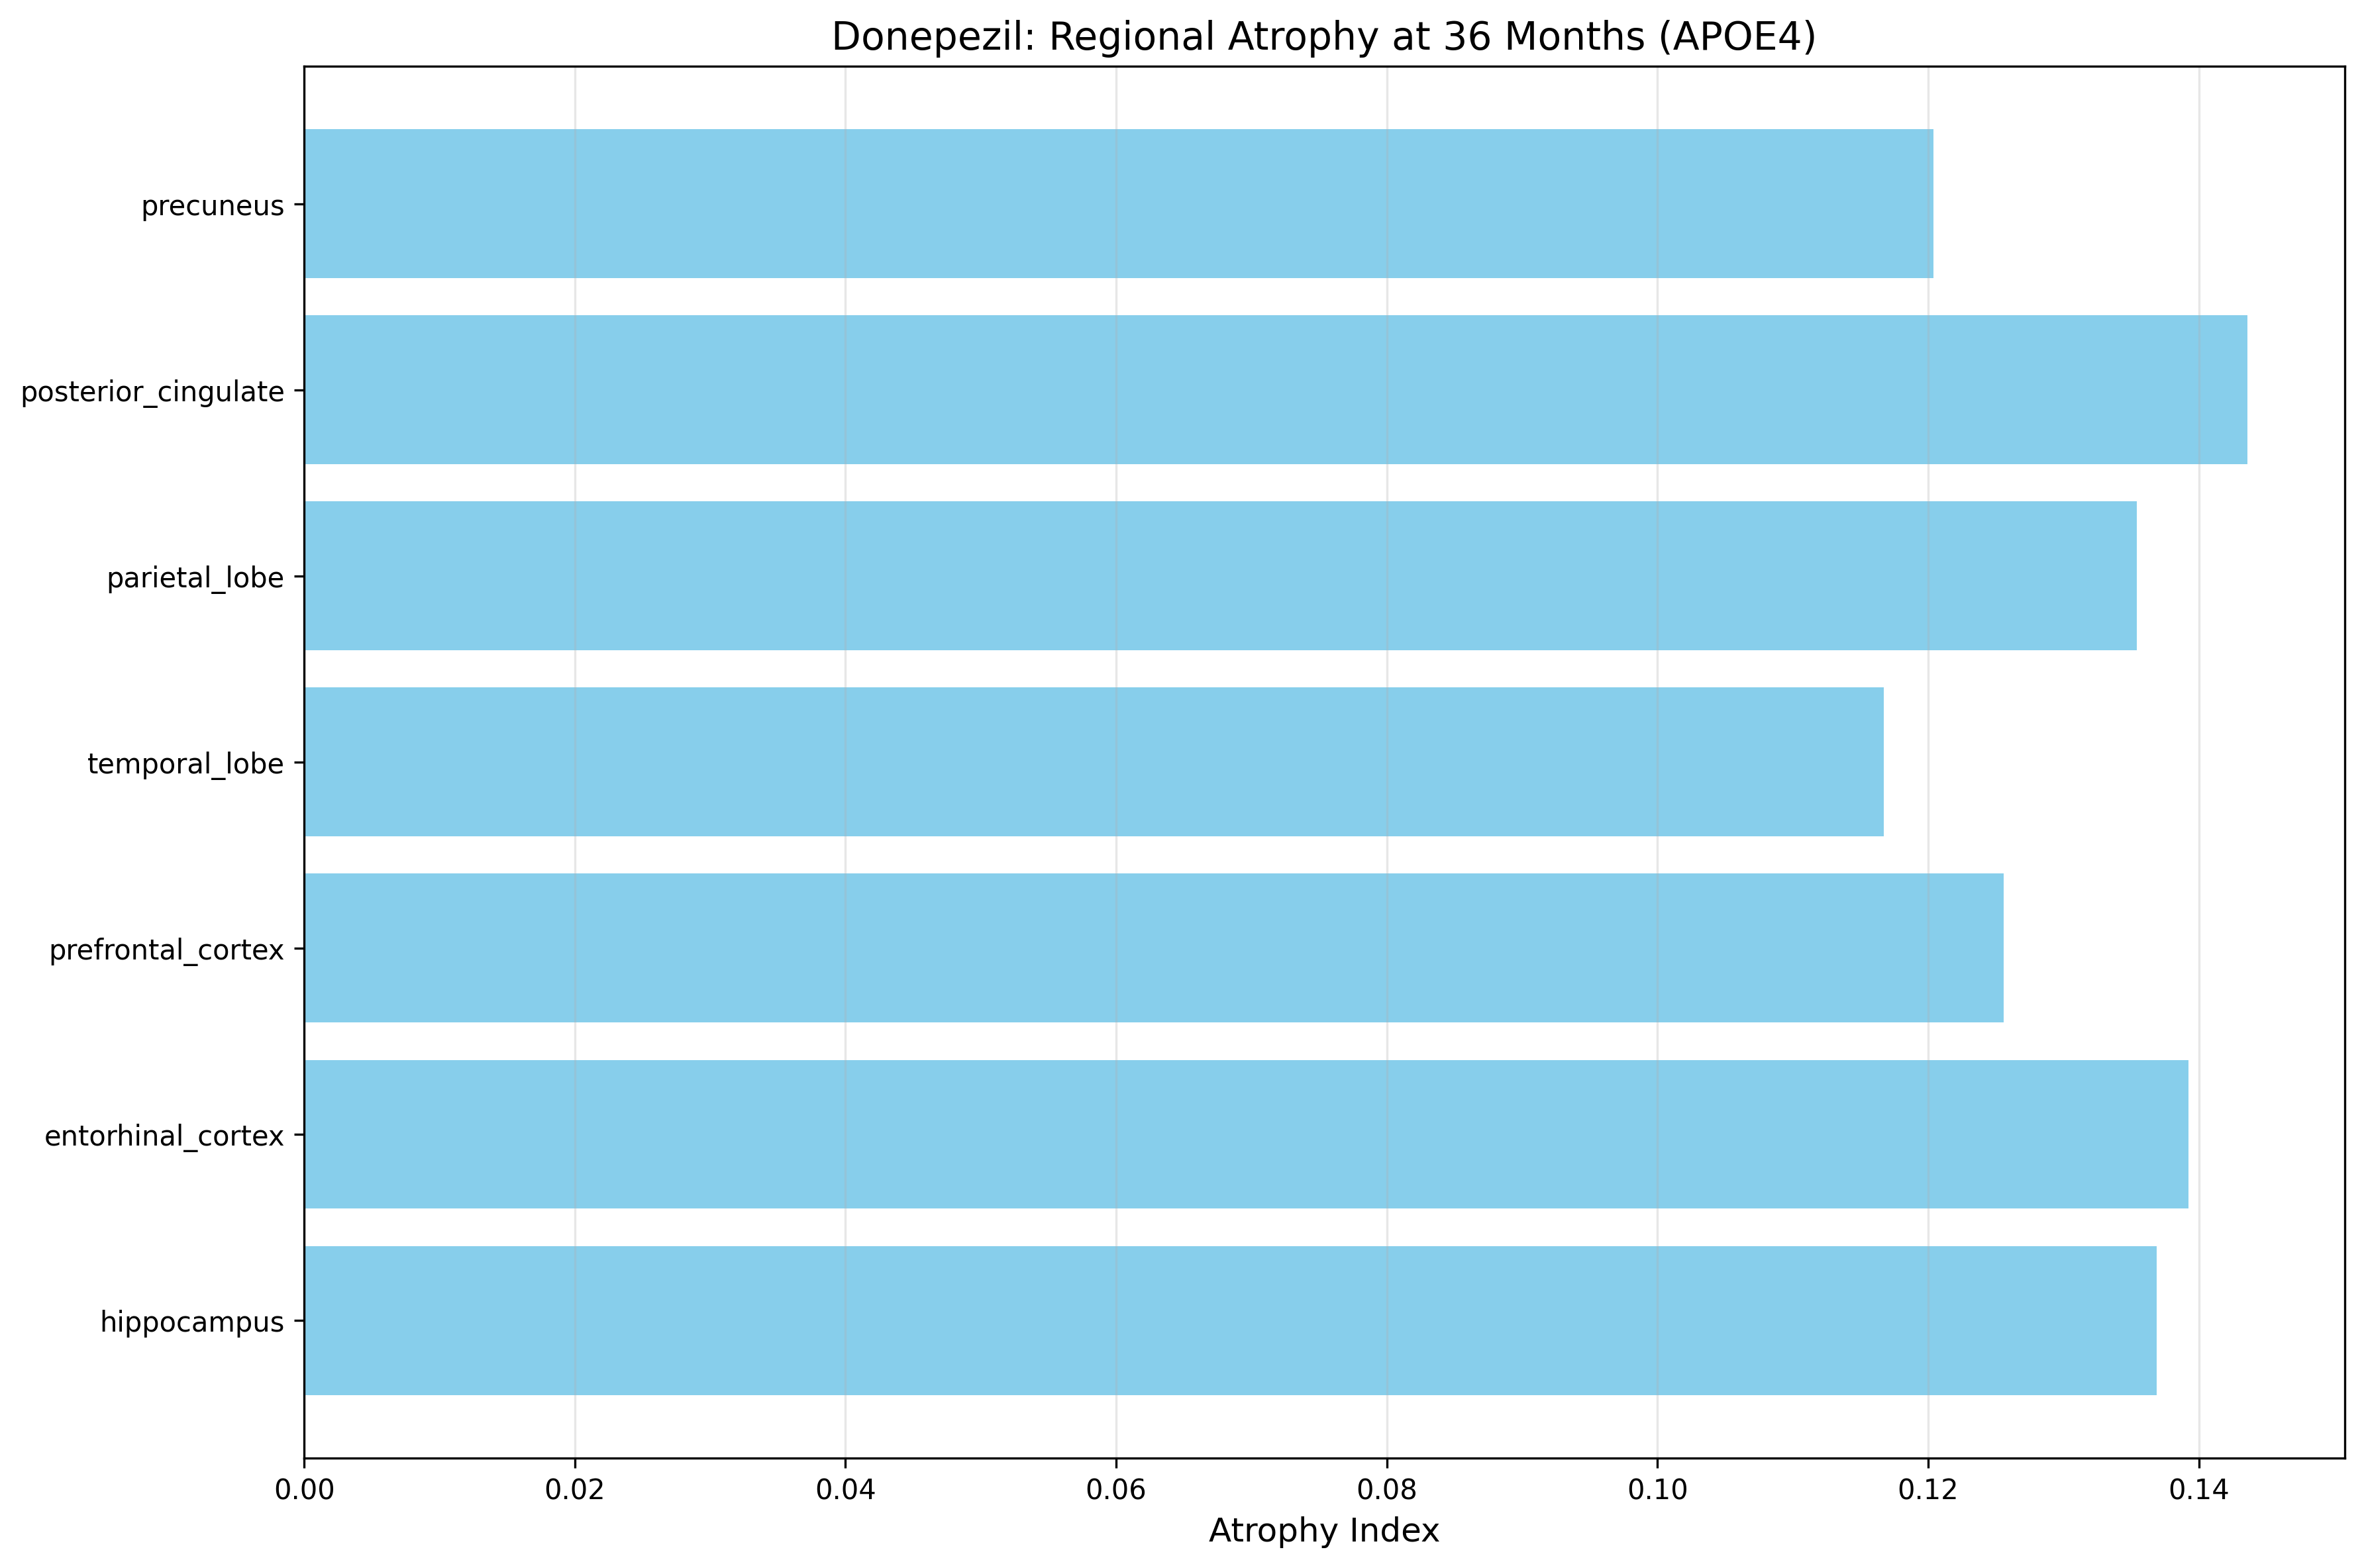 Donepezil: Regional Atrophy at 36 Months (APOE4)
precuneus
posterior_cingulate
parietal_lobe
temporal_lobe
prefrontal_cortex
entorhinal_cortex
hippocampus
0.00 0.02 0.04 0.06 0.08 0.10 0.12 0.14
Atrophy Index